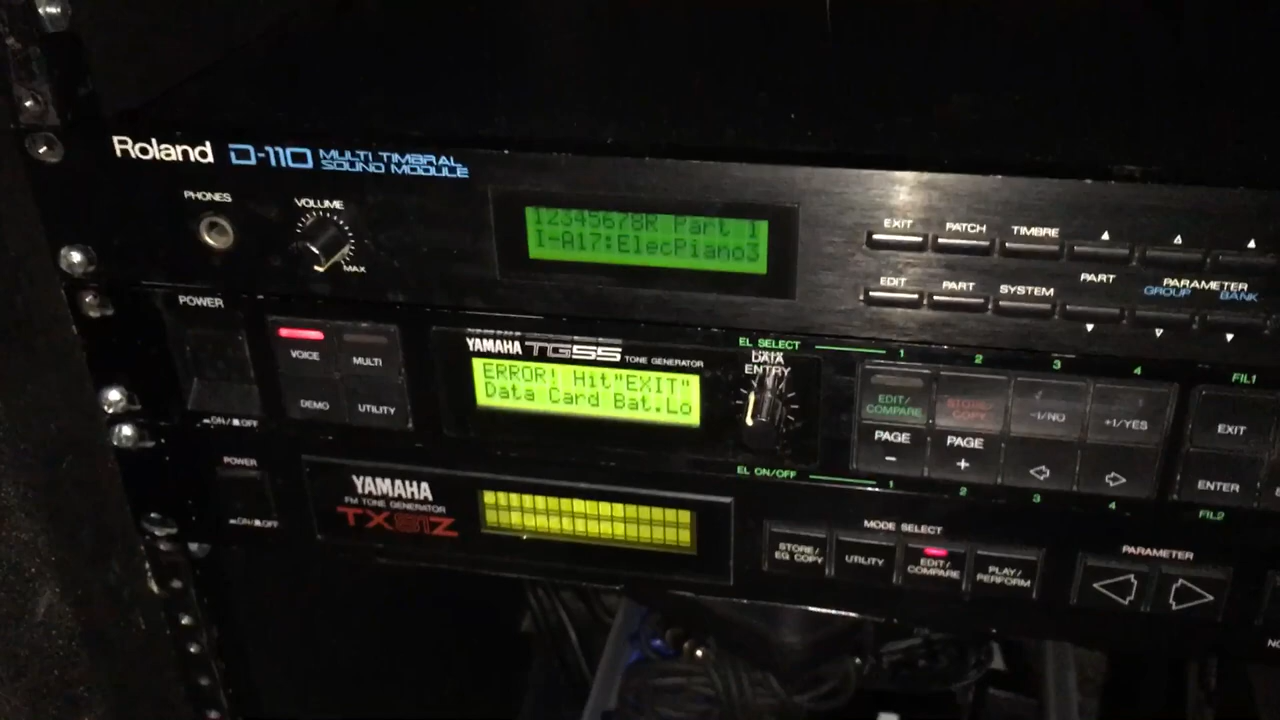 Roland D-110 MULTI TIMBRAL SOUND MODULE
PHONES
VOLUME
MAX
12345678R Part 1
I-A17:ElecPiano3
EXIT
PATCH
TIMBRE
EDIT
PART
SYSTEM
PART
PARAMETER
GROUP
BANK
POWER
ON/OFF
VOICE
MULTI
DEMO
UTILITY
YAMAHA TG55 TONE GENERATOR
ERROR! Hit"EXIT"
Data Card Bat.Lo
DATA
ENTRY
EL SELECT
1 2 3 4
FIL1
EDIT/
COMPARE
STORE/
COPY
-1/NO
+1/YES
EXIT
PAGE
-
PAGE
+
ENTER
EL ON/OFF
1 2 3 4
FIL2
POWER
ON/OFF
YAMAHA
FM TONE GENERATOR
TX81Z
MODE SELECT
STORE/
EG COPY
UTILITY
EDIT/
COMPARE
PLAY/
PERFORM
PARAMETER